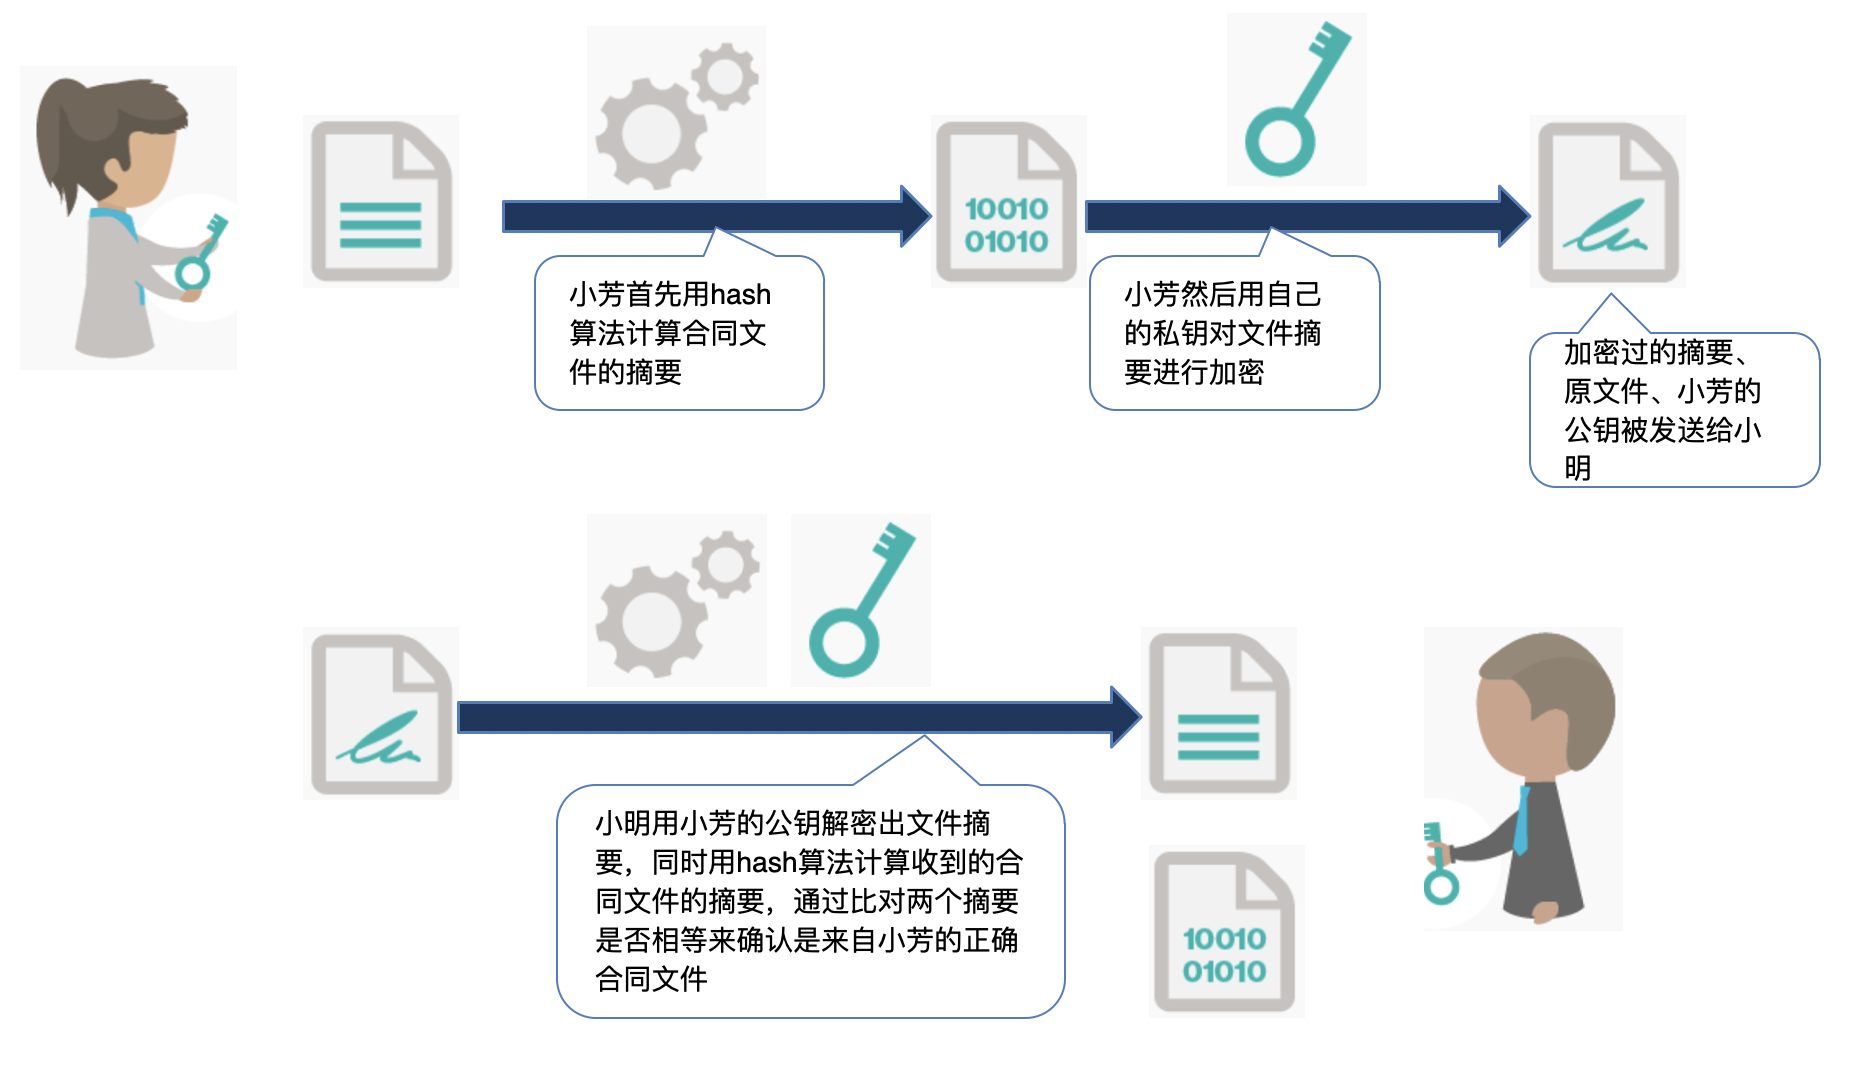 10010
01010
小芳首先用hash
算法计算合同文
件的摘要
小芳然后用自己
的私钥对文件摘
要进行加密
加密过的摘要、
原文件、小芳的
公钥被发送给小
明
小明用小芳的公钥解密出文件摘
要，同时用hash算法计算收到的合
同文件的摘要，通过比对两个摘要
是否相等来确认是来自小芳的正确
合同文件
10010
01010